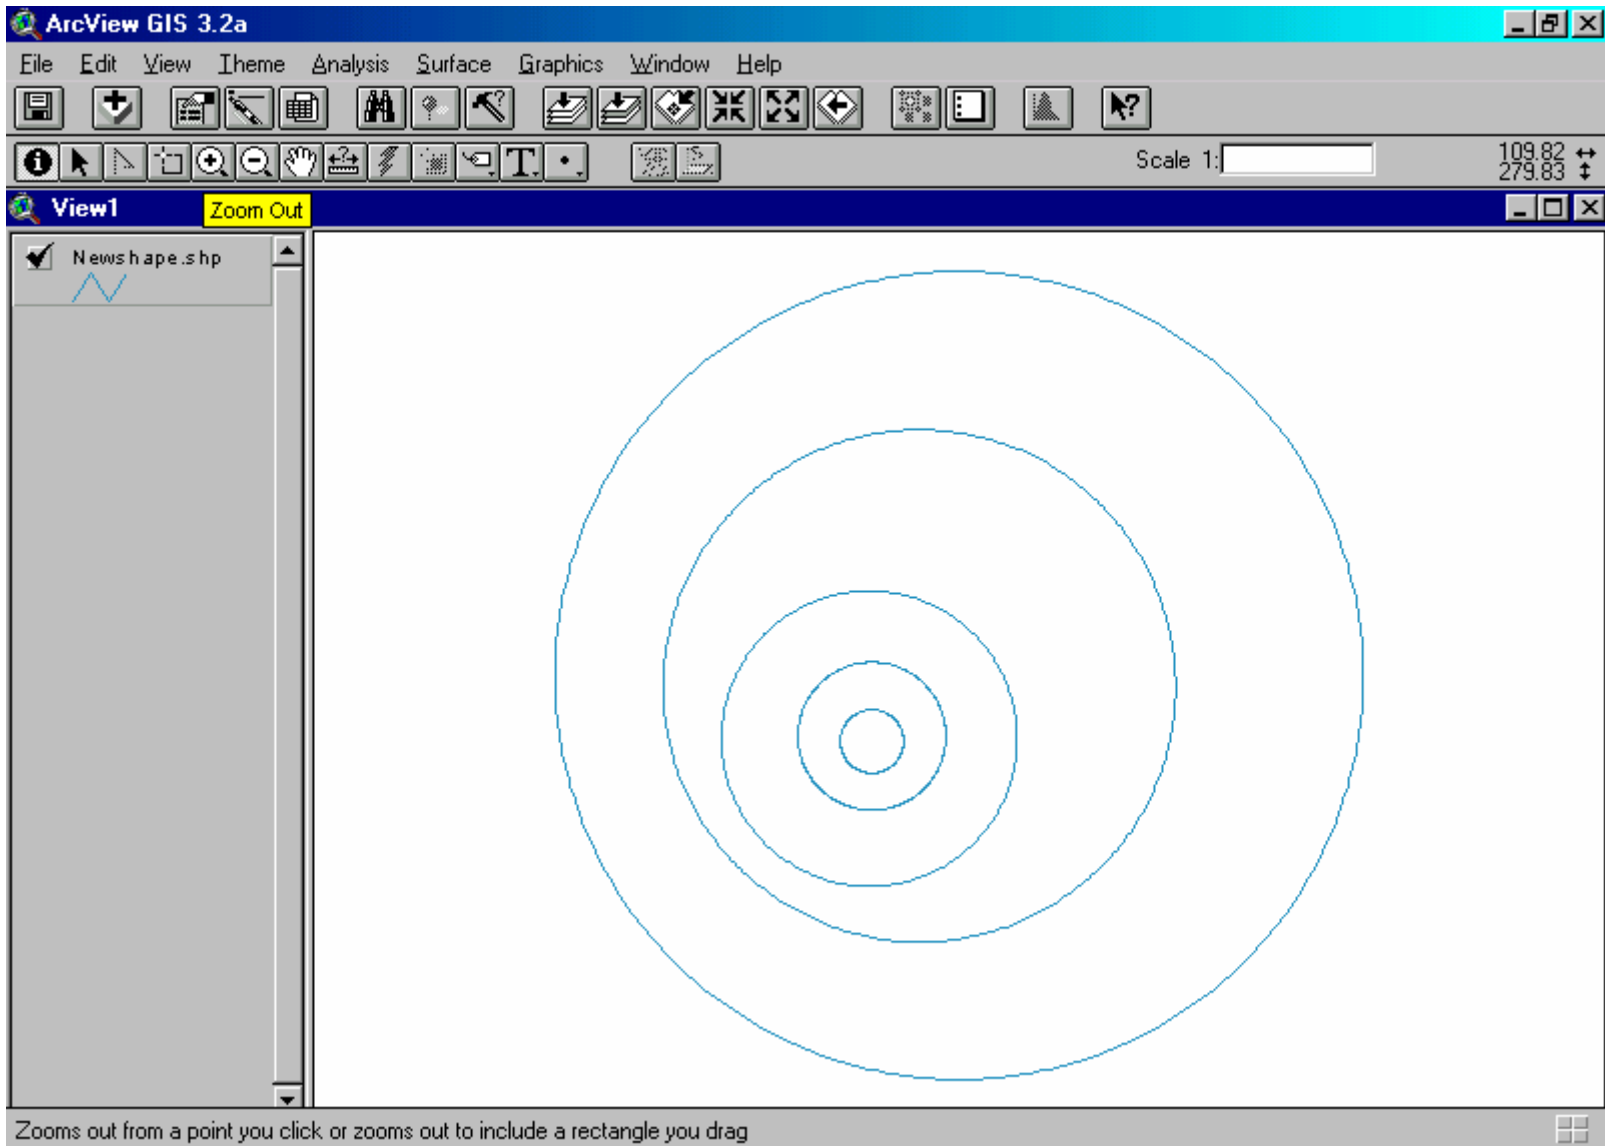 ArcView GIS 3.2a
File Edit View Theme Analysis Surface Graphics Window Help
Scale 1:
109.82
279.83
View1
Zoom Out
Newshape.shp
Zooms out from a point you click or zooms out to include a rectangle you drag